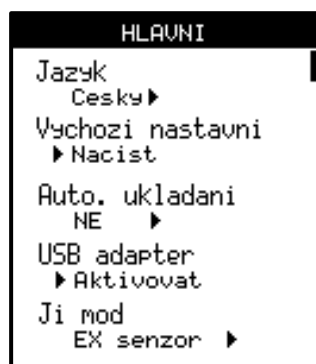 HLAVNI
Jazyk
Cesky
Vychozi nastavni
Nacist
Auto. ukladani
NE
USB adapter
Aktivovat
Ji mod
EX senzor